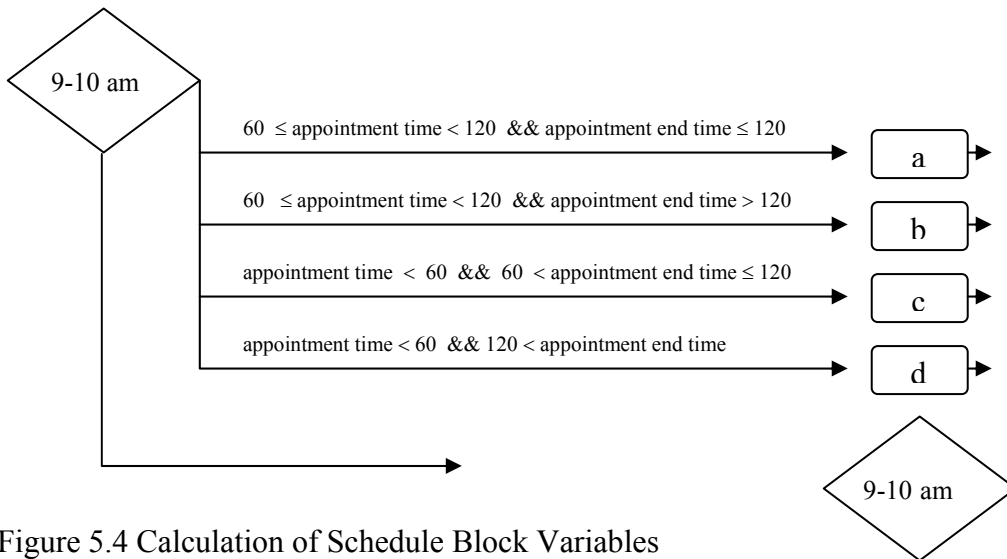 9-10 am
60 ≤ appointment time < 120 && appointment end time ≤ 120
a
60 ≤ appointment time < 120 && appointment end time > 120
b
appointment time < 60 && 60 < appointment end time ≤ 120
c
appointment time < 60 && 120 < appointment end time
d
9-10 am
Figure 5.4 Calculation of Schedule Block Variables